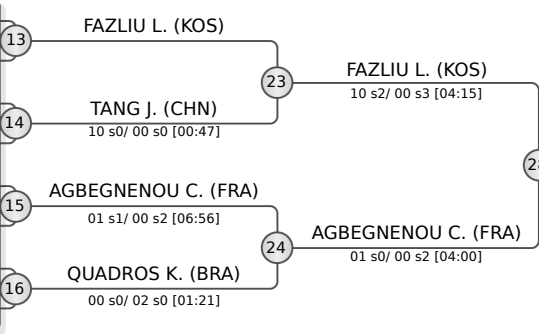 13
FAZLIU L. (KOS)
23
FAZLIU L. (KOS)
10 s2/ 00 s3 [04:15]
14
TANG J. (CHN)
10 s0/ 00 s0 [00:47]
15
AGBEGNENOU C. (FRA)
01 s1/ 00 s2 [06:56]
24
AGBEGNENOU C. (FRA)
01 s0/ 00 s2 [04:00]
16
QUADROS K. (BRA)
00 s0/ 02 s0 [01:21]